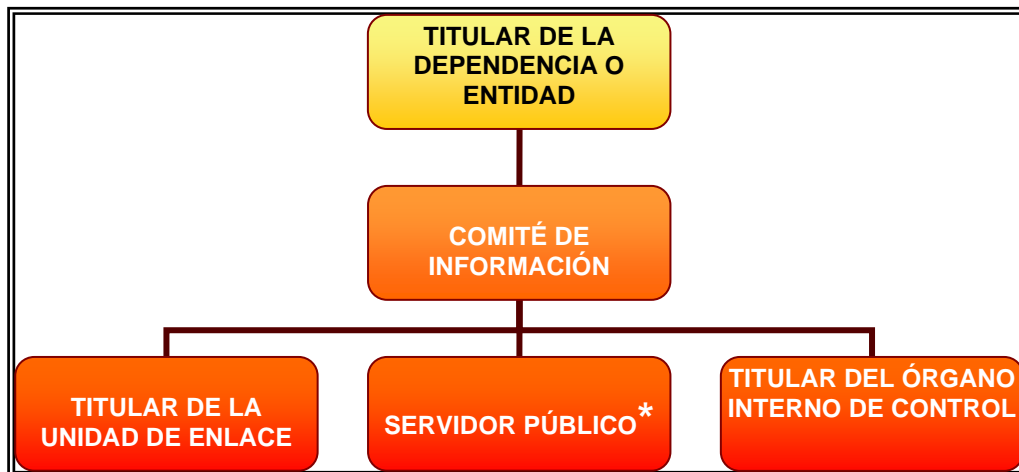 TITULAR DE LA
DEPENDENCIA O
ENTIDAD
COMITÉ DE
INFORMACIÓN
TITULAR DE LA
UNIDAD DE ENLACE
SERVIDOR PÚBLICO*
TITULAR DEL ÓRGANO
INTERNO DE CONTROL